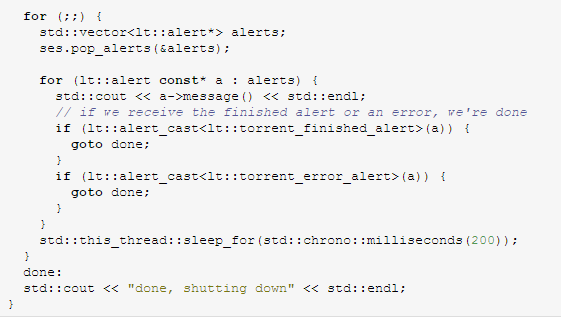 for (;;) {
std::vector<lt::alert*> alerts;
ses.pop_alerts(&alerts);
for (lt::alert const* a : alerts) {
std::cout << a->message() << std::endl;
// if we receive the finished alert or an error, we're done
if (lt::alert_cast<lt::torrent_finished_alert>(a)) {
goto done;
}
if (lt::alert_cast<lt::torrent_error_alert>(a)) {
goto done;
}
}
std::this_thread::sleep_for(std::chrono::milliseconds(200));
}
done:
std::cout << "done, shutting down" << std::endl;
}